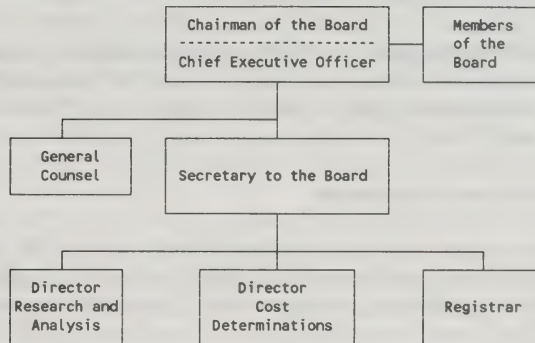 Chairman of the Board
Chief Executive Officer
Members
of the
Board
General
Counsel
Secretary to the Board
Director
Research and
Analysis
Director
Cost
Determinations
Registrar